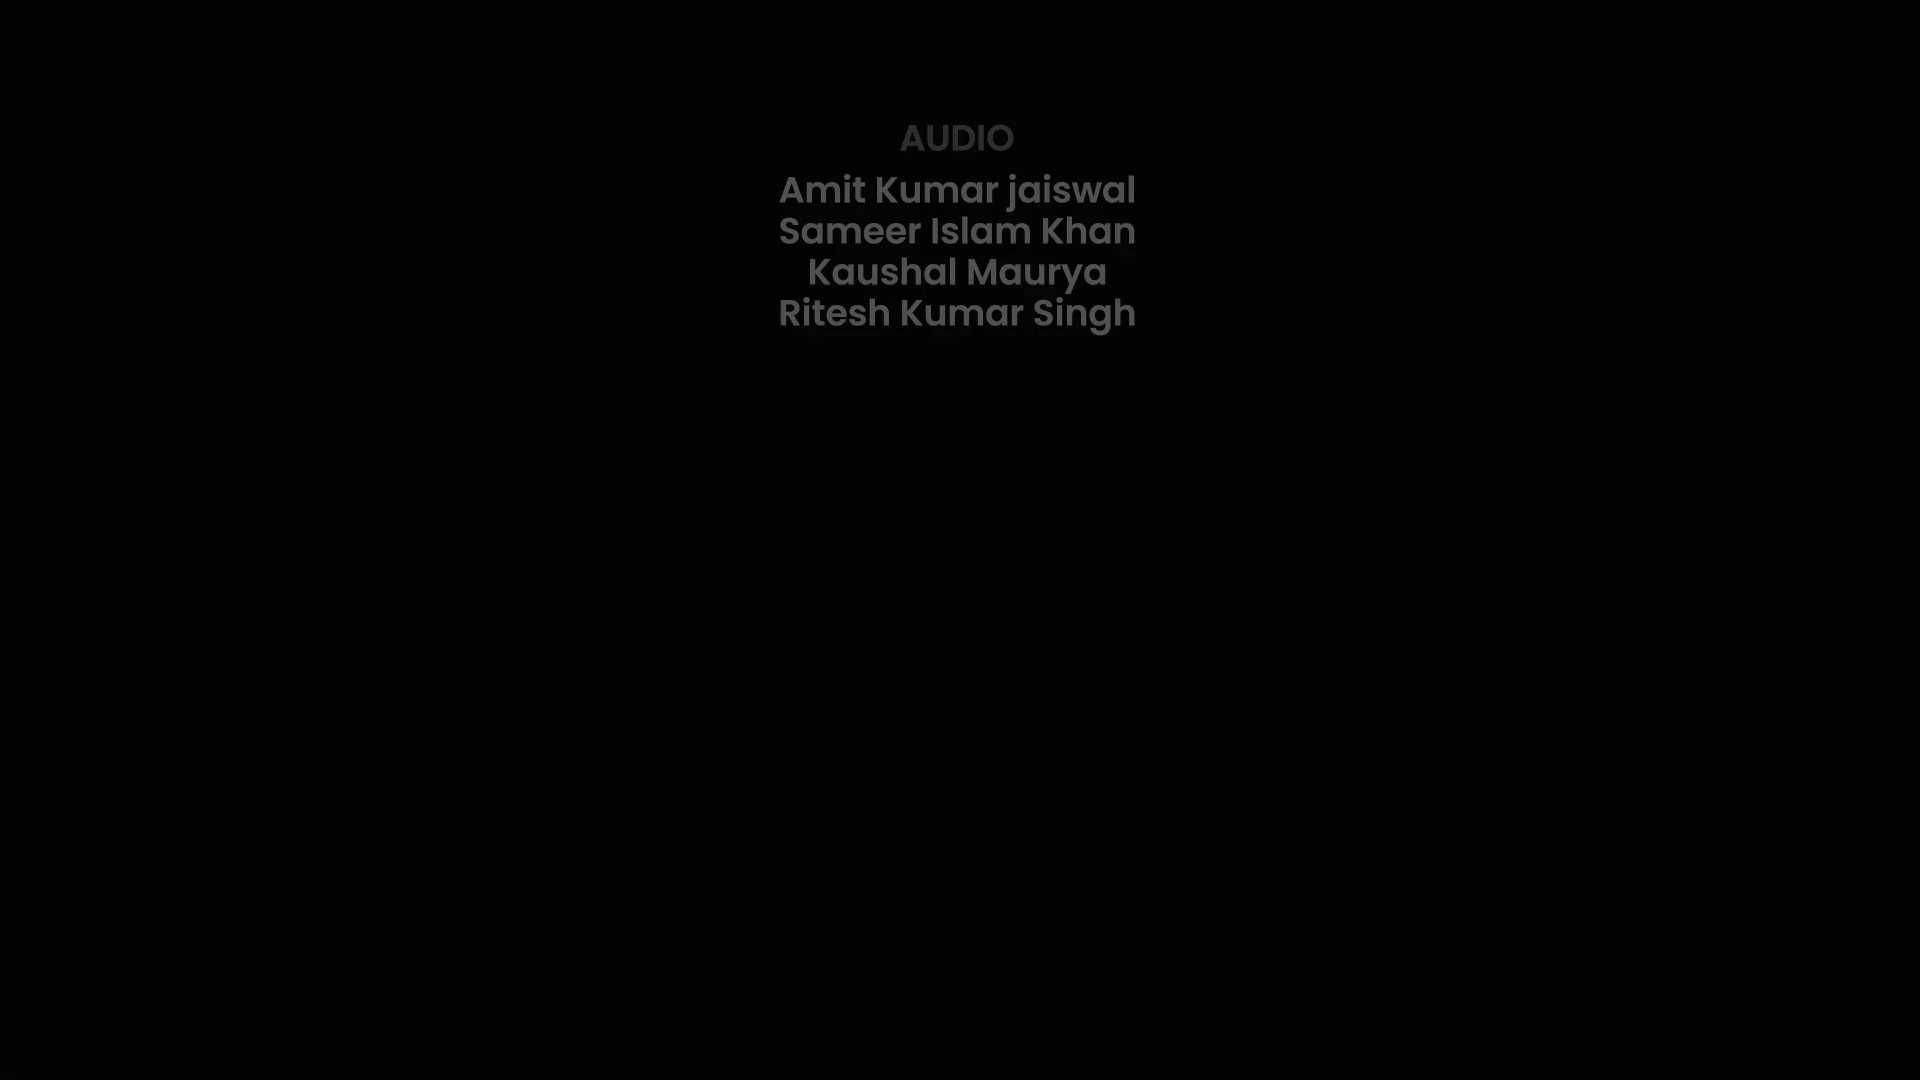 AUDIO
Amit Kumar jaiswal
Sameer Islam Khan
Kaushal Maurya
Ritesh Kumar Singh